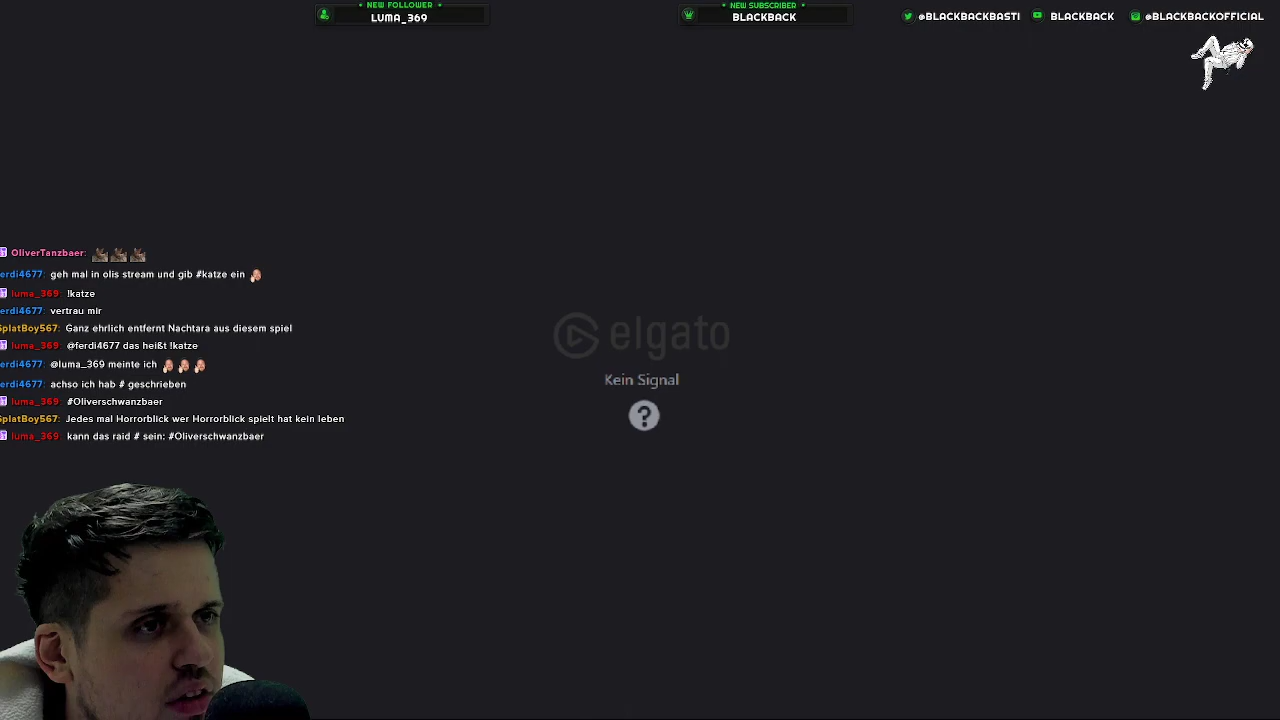 NEW FOLLOWER
LUMA_369
NEW SUBSCRIBER
BLACKBACK
@BLACKBACKBASTI
BLACKBACK
@BLACKBACKOFFICIAL
OliverTanzbaer:
erdi4677: geh mal in olis stream und gib #katze ein
luma_369: !katze
erdi4677: vertrau mir
SplatBoy567: Ganz ehrlich entfernt Nachtara aus diesem spiel
luma_369: @ferdi4677 das heißt !katze
erdi4677: @luma_369 meinte ich
erdi4677: achso ich hab # geschrieben
luma_369: #Oliverschwanzbaer
SplatBoy567: Jedes mal Horrorblick wer Horrorblick spielt hat kein leben
luma_369: kann das raid # sein: #Oliverschwanzbaer
elgato
Kein Signal
?